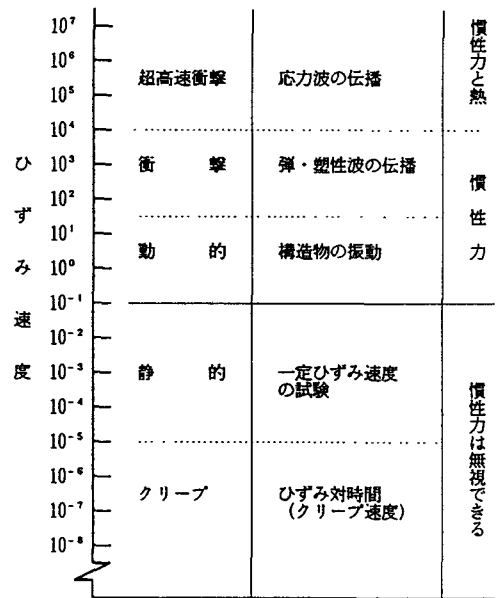 ひずみ速度
10⁷
10⁶
10⁵
10⁴
10³
10²
10¹
10⁰
10⁻¹
10⁻²
10⁻³
10⁻⁴
10⁻⁵
10⁻⁶
10⁻⁷
10⁻⁸
超高速衝撃
応力波の伝播
慣性力と熱
衝 撃
弾・塑性波の伝播
動 的
構造物の振動
慣性力
静 的
一定ひずみ速度
の試験
クリープ
ひずみ対時間
(クリープ速度)
慣性力は無視できる